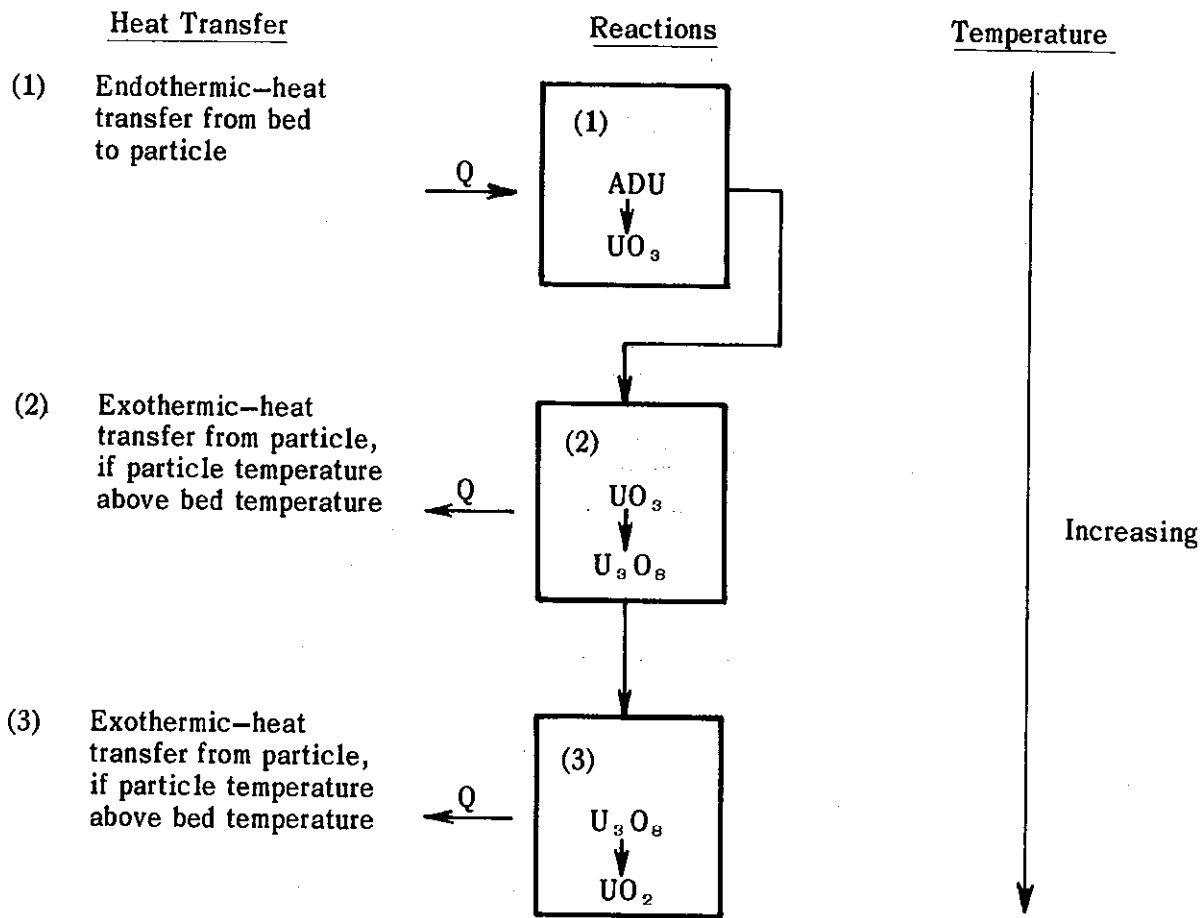 Heat Transfer
Reactions
Temperature
(1) Endothermic–heat
transfer from bed
to particle
Q
(1)
ADU
UO₃
(2) Exothermic–heat
transfer from particle,
if particle temperature
above bed temperature
Q
(2)
UO₃
U₃O₈
Increasing
(3) Exothermic–heat
transfer from particle,
if particle temperature
above bed temperature
Q
(3)
U₃O₈
UO₂